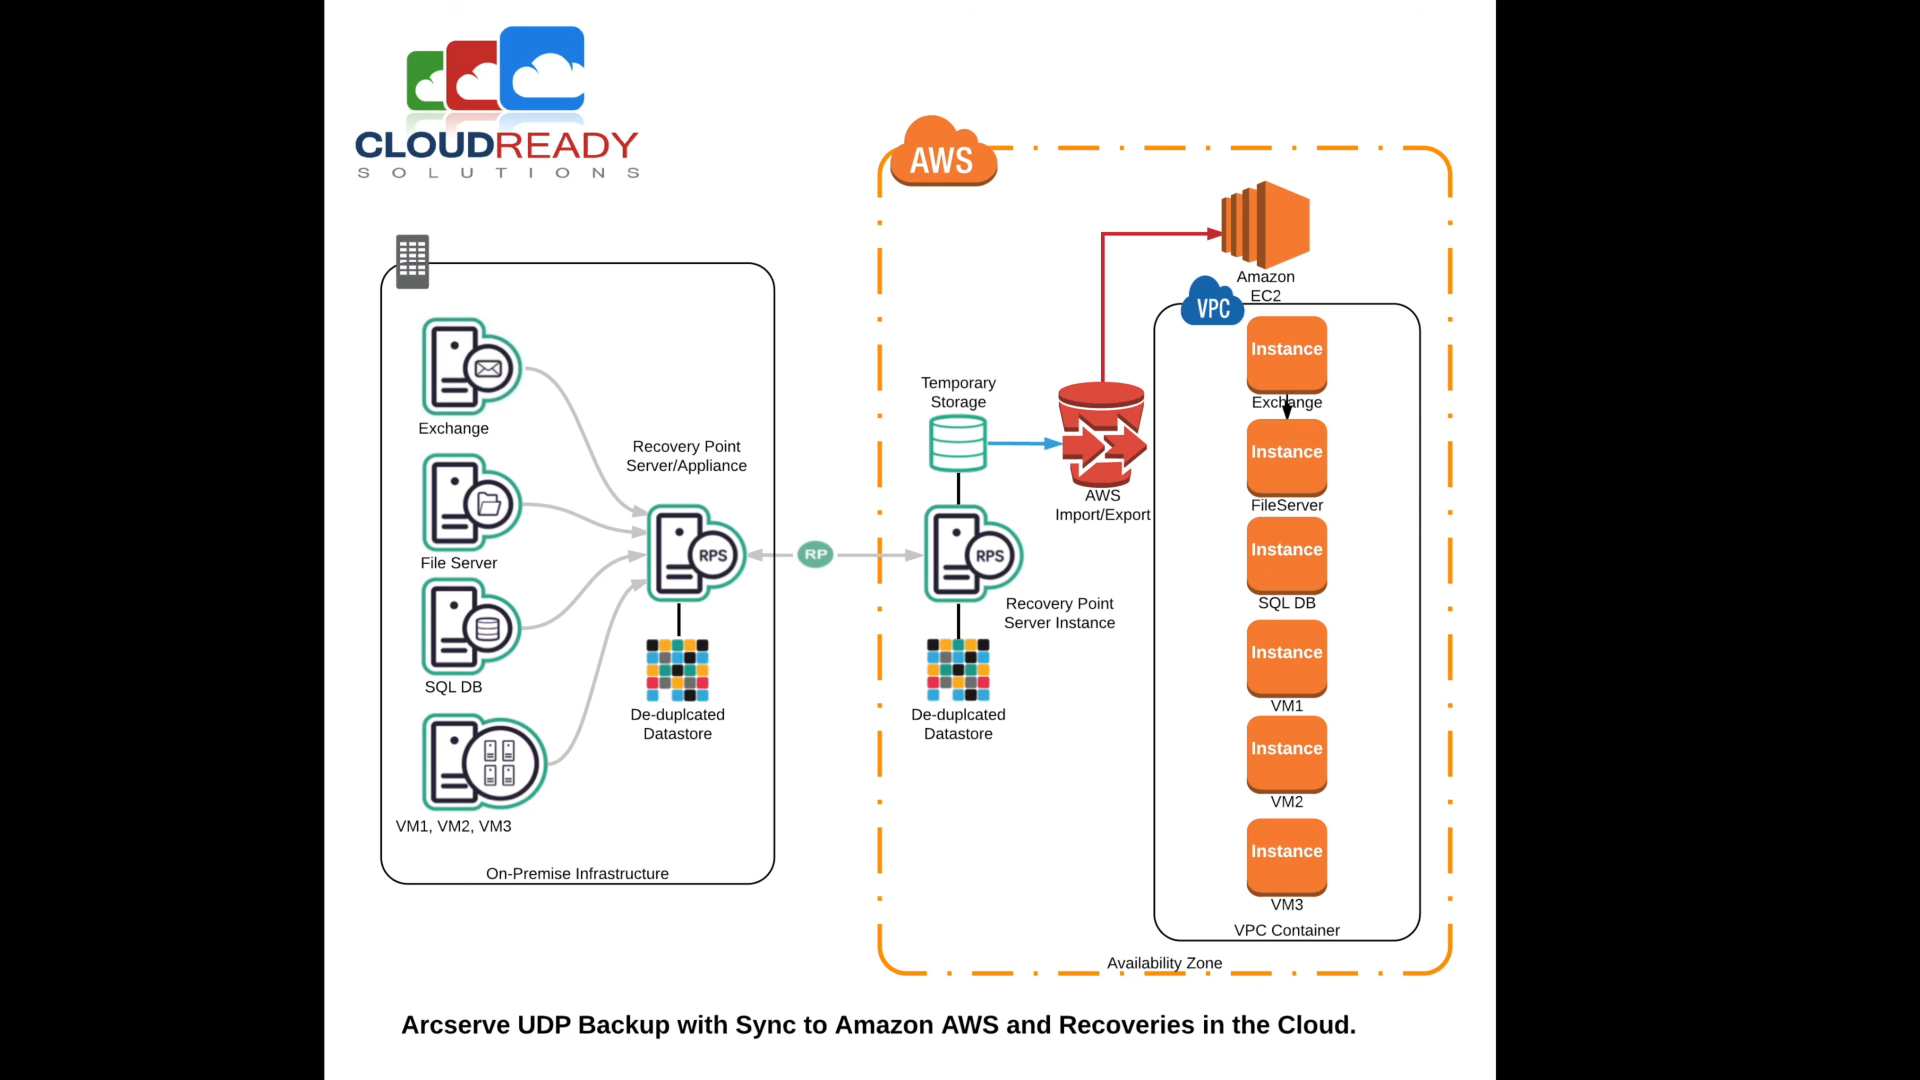 CLOUDREADY
SOLUTIONS
AWS
Amazon
EC2
VPC
Instance
Exchange
Instance
FileServer
Instance
SQL DB
Instance
VM1
Instance
VM2
Instance
VM3
VPC Container
Availability Zone
Temporary
Storage
AWS
Import/Export
RPS
Recovery Point
Server Instance
De-duplcated
Datastore
RP
Exchange
File Server
SQL DB
VM1, VM2, VM3
Recovery Point
Server/Appliance
RPS
De-duplcated
Datastore
On-Premise Infrastructure
Arcserve UDP Backup with Sync to Amazon AWS and Recoveries in the Cloud.